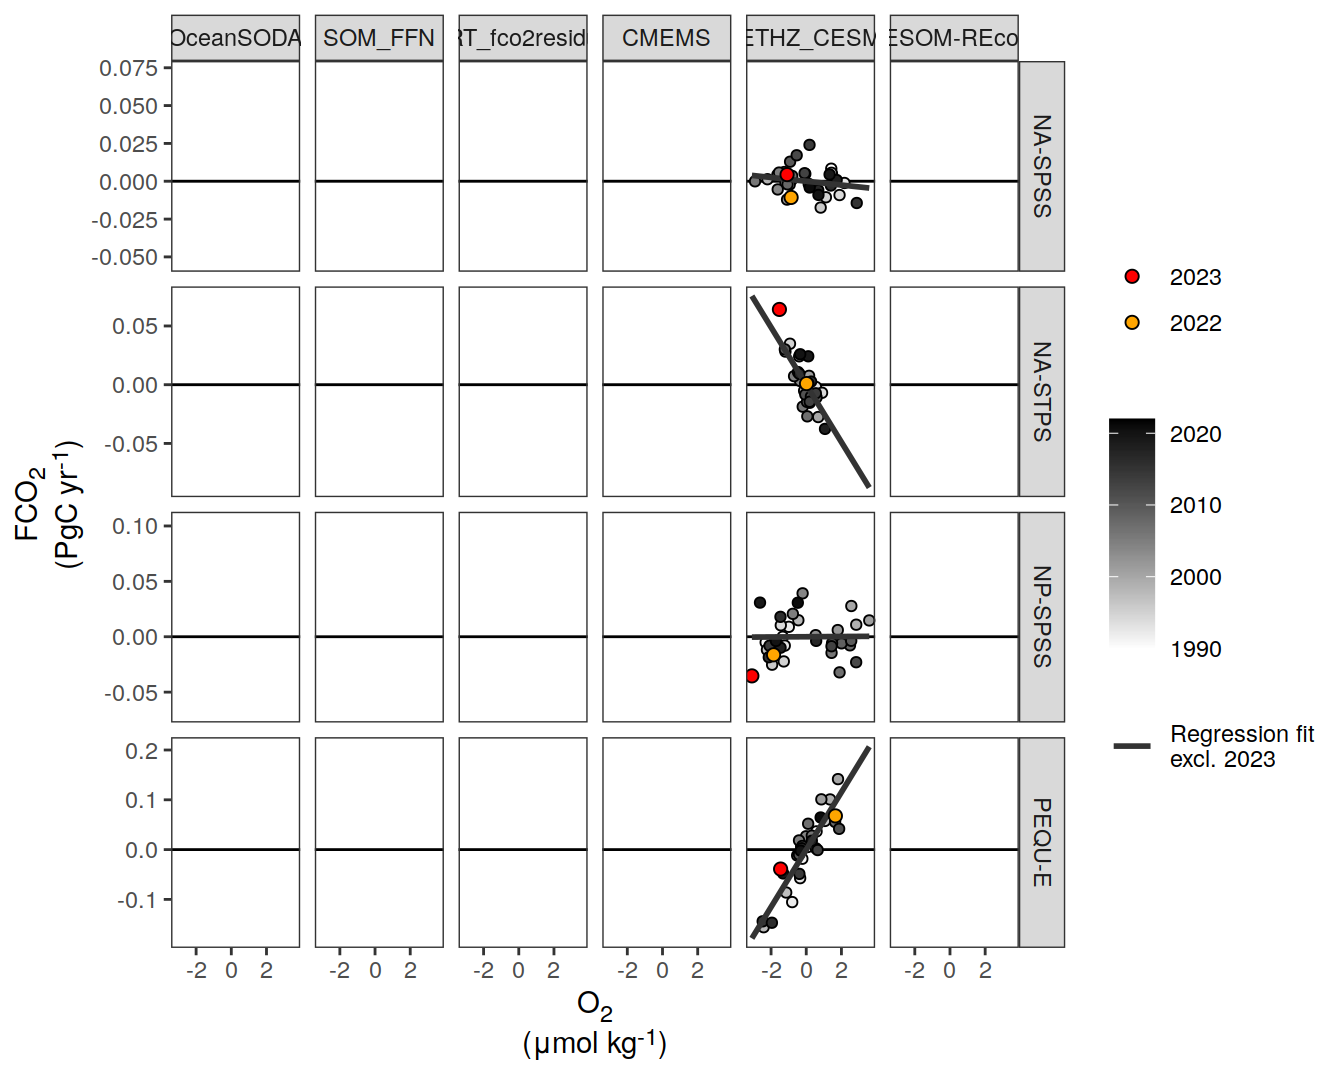 OceanSODA SOM_FFN RT_fco2resid CMEMS ETHZ_CESM ESOM-REco
0.075
0.050
0.025
0.000
-0.025
-0.050
NA-SPSS
0.05
0.00
-0.05
NA-STPS
0.10
0.05
0.00
-0.05
NP-SPSS
0.2
0.1
0.0
-0.1
PEQU-E
-2 0 2 -2 0 2 -2 0 2 -2 0 2 -2 0 2 -2 0 2
O2
(µmol kg-1)
FCO2
(PgC yr-1)
2023
2022
2020
2010
2000
1990
Regression fit
excl. 2023